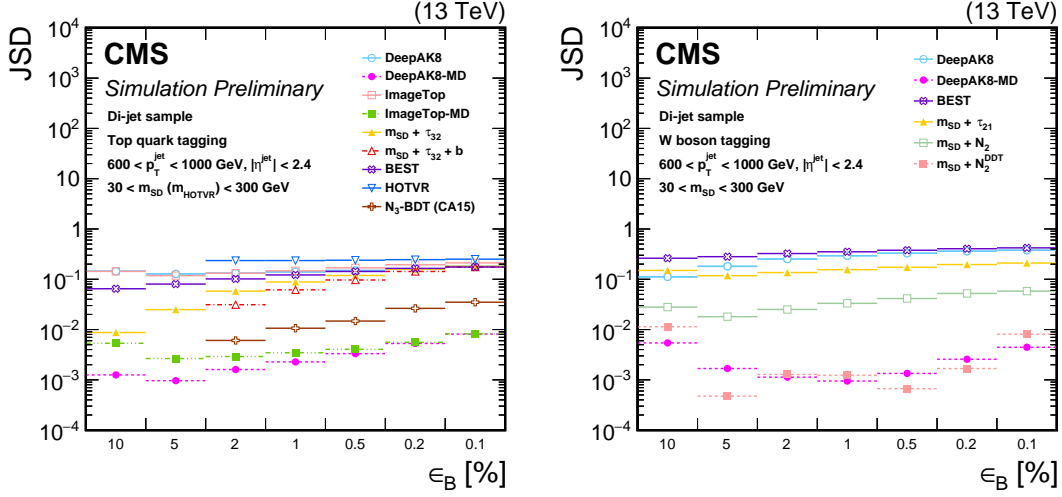 (13 TeV)
JSD
CMS
Simulation Preliminary
Di-jet sample
Top quark tagging
600 < p_T^jet < 1000 GeV, |η^jet| < 2.4
30 < m_SD (m_HOTVR) < 300 GeV
DeepAK8
DeepAK8-MD
ImageTop
ImageTop-MD
m_SD + τ_32
m_SD + τ_32 + b
BEST
HOTVR
N_3-BDT (CA15)
10^4
10^3
10^2
10
1
10^−1
10^−2
10^−3
10^−4
10 5 2 1 0.5 0.2 0.1
∈_B [%]
(13 TeV)
JSD
CMS
Simulation Preliminary
Di-jet sample
W boson tagging
600 < p_T^jet < 1000 GeV, |η^jet| < 2.4
30 < m_SD < 300 GeV
DeepAK8
DeepAK8-MD
BEST
m_SD + τ_21
m_SD + N_2
m_SD + N_2^DDT
10^4
10^3
10^2
10
1
10^−1
10^−2
10^−3
10^−4
10 5 2 1 0.5 0.2 0.1
∈_B [%]